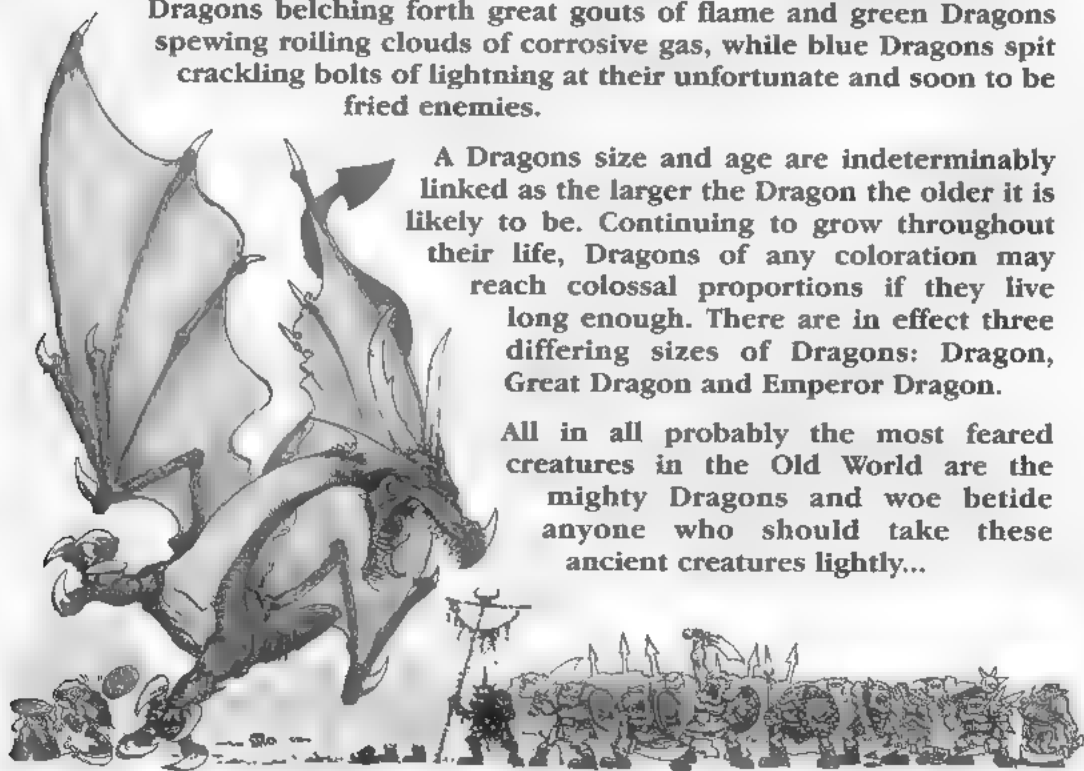 Dragons belching forth great gouts of flame and green Dragons
spewing roiling clouds of corrosive gas, while blue Dragons spit
crackling bolts of lightning at their unfortunate and soon to be
fried enemies.
A Dragons size and age are indeterminably
linked as the larger the Dragon the older it is
likely to be. Continuing to grow throughout
their life, Dragons of any coloration may
reach colossal proportions if they live
long enough. There are in effect three
differing sizes of Dragons: Dragon,
Great Dragon and Emperor Dragon.
All in all probably the most feared
creatures in the Old World are the
mighty Dragons and woe betide
anyone who should take these
ancient creatures lightly...